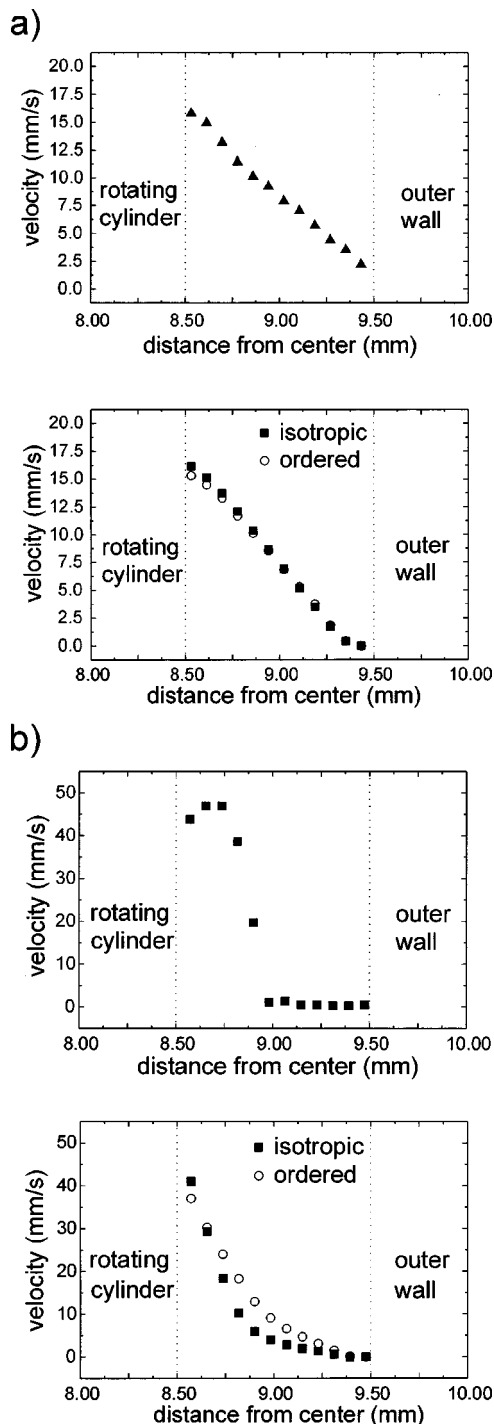 a)
velocity (mm/s)
20.0
17.5
15.0
12.5
10.0
7.5
5.0
2.5
0.0
rotating
cylinder
outer
wall
8.00 8.50 9.00 9.50 10.00
distance from center (mm)
velocity (mm/s)
20.0
17.5
15.0
12.5
10.0
7.5
5.0
2.5
0.0
isotropic
ordered
rotating
cylinder
outer
wall
8.00 8.50 9.00 9.50 10.00
distance from center (mm)
b)
velocity (mm/s)
50
40
30
20
10
0
rotating
cylinder
outer
wall
8.00 8.50 9.00 9.50 10.00
distance from center (mm)
velocity (mm/s)
50
40
30
20
10
0
isotropic
ordered
rotating
cylinder
outer
wall
8.00 8.50 9.00 9.50 10.00
distance from center (mm)